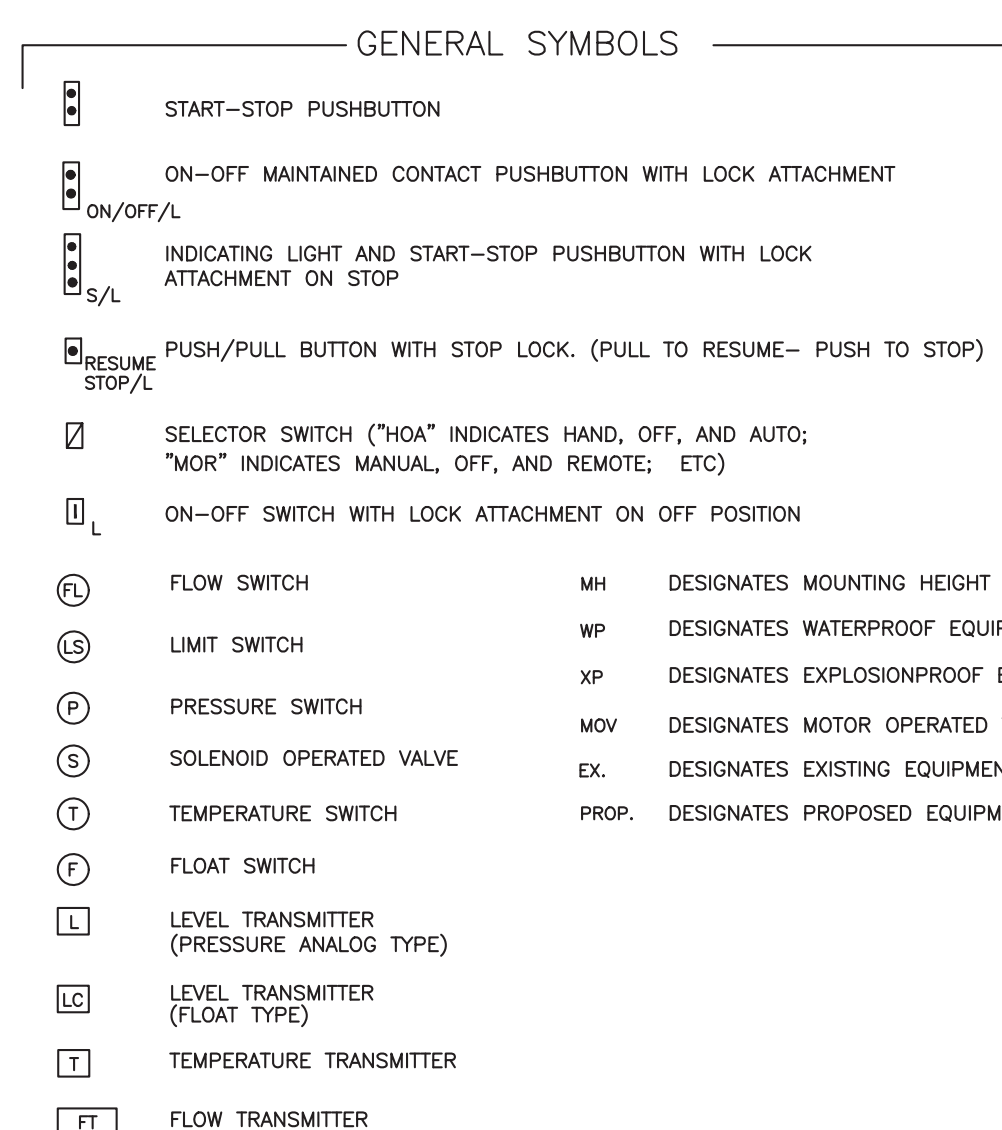 GENERAL SYMBOLS
START-STOP PUSHBUTTON
ON-OFF MAINTAINED CONTACT PUSHBUTTON WITH LOCK ATTACHMENT
ON/OFF/L
INDICATING LIGHT AND START-STOP PUSHBUTTON WITH LOCK
ATTACHMENT ON STOP
S/L
PUSH/PULL BUTTON WITH STOP LOCK. (PULL TO RESUME- PUSH TO STOP)
RESUME
STOP/L
SELECTOR SWITCH ("HOA" INDICATES HAND, OFF, AND AUTO;
"MOR" INDICATES MANUAL, OFF, AND REMOTE; ETC)
L ON-OFF SWITCH WITH LOCK ATTACHMENT ON OFF POSITION
FL FLOW SWITCH
LS LIMIT SWITCH
P PRESSURE SWITCH
S SOLENOID OPERATED VALVE
T TEMPERATURE SWITCH
F FLOAT SWITCH
L LEVEL TRANSMITTER
(PRESSURE ANALOG TYPE)
LC LEVEL TRANSMITTER
(FLOAT TYPE)
T TEMPERATURE TRANSMITTER
FT FLOW TRANSMITTER
MH DESIGNATES MOUNTING HEIGHT
WP DESIGNATES WATERPROOF
XP DESIGNATES EXPLOSIONPROOF
MOV DESIGNATES MOTOR OPERATED
EX. DESIGNATES EXISTING
PROP. DESIGNATES PROPOSED